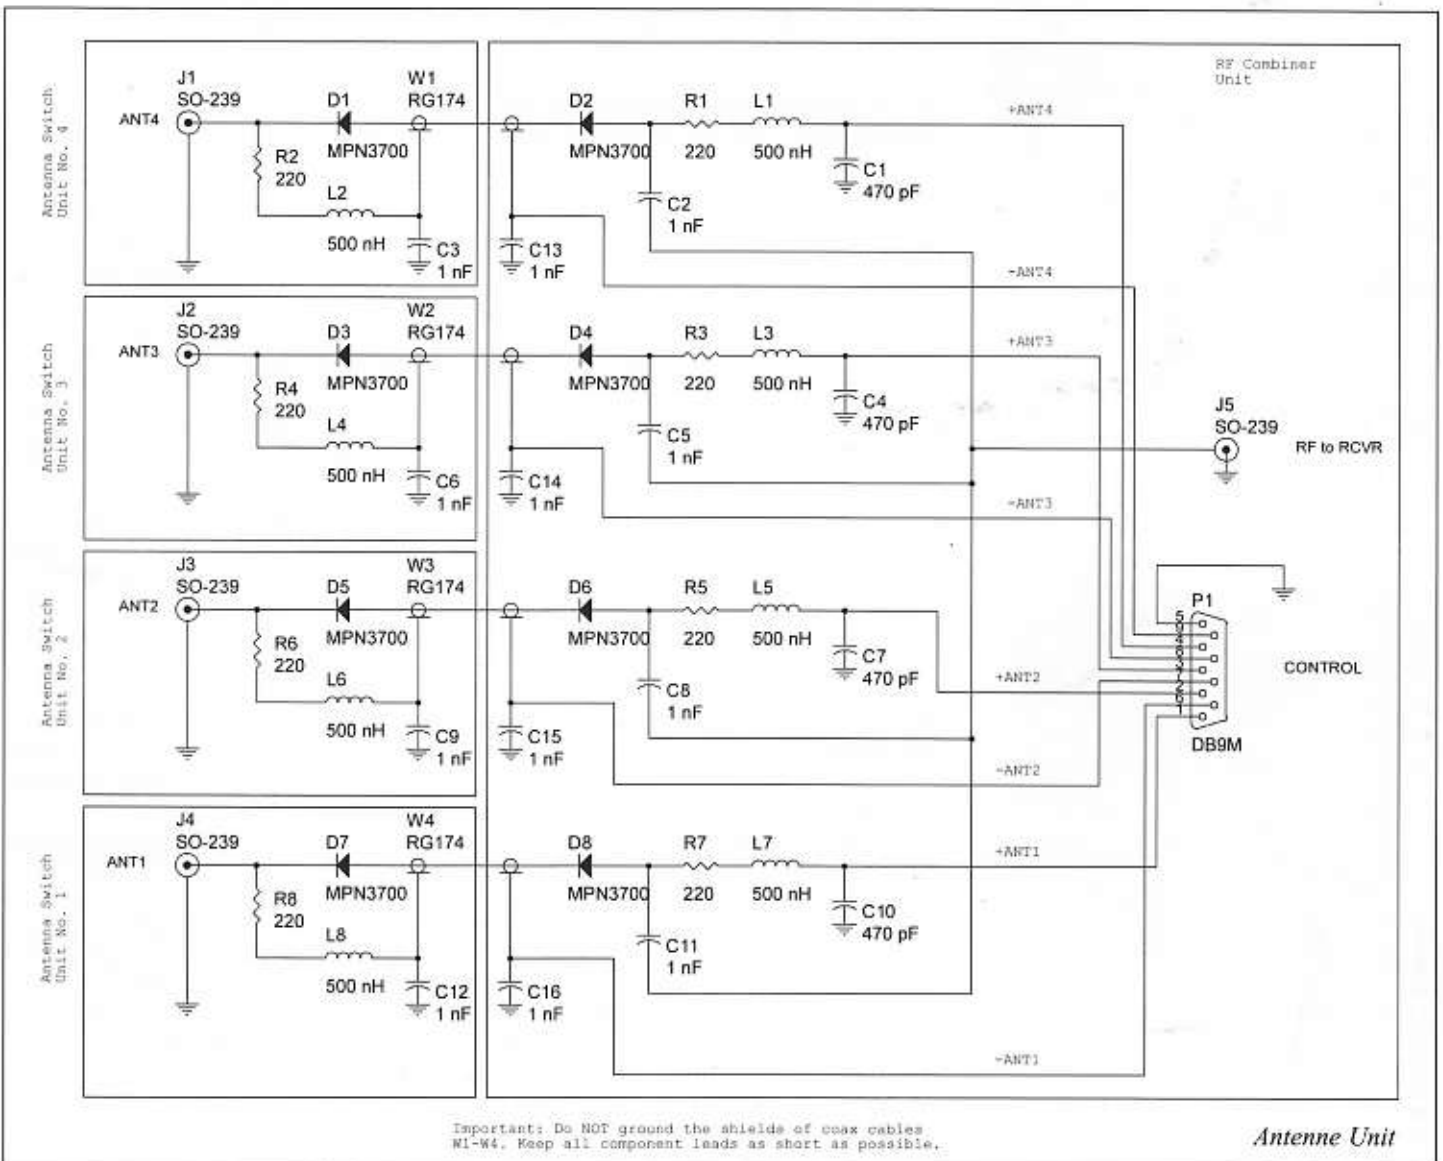 RF Combiner
Unit
Antenna Switch
Unit No. 4
J1
SO-239
ANT4
D1
MPN3700
W1
RG174
R2
220
L2
500 nH
C3
1 nF
C13
1 nF
D2
MPN3700
R1
220
L1
500 nH
C1
470 pF
C2
1 nF
+ANT4
-ANT4
Antenna Switch
Unit No. 3
J2
SO-239
ANT3
D3
MPN3700
W2
RG174
R4
220
L4
500 nH
C6
1 nF
C14
1 nF
D4
MPN3700
R3
220
L3
500 nH
C4
470 pF
C5
1 nF
+ANT3
-ANT3
J5
SO-239
RF to RCVR
Antenna Switch
Unit No. 2
J3
SO-239
ANT2
D5
MPN3700
W3
RG174
R6
220
L6
500 nH
C9
1 nF
C15
1 nF
D6
MPN3700
R5
220
L5
500 nH
C7
470 pF
C8
1 nF
+ANT2
-ANT2
P1
CONTROL
DB9M
Antenna Switch
Unit No. 1
J4
SO-239
ANT1
D7
MPN3700
W4
RG174
R8
220
L8
500 nH
C12
1 nF
C16
1 nF
D8
MPN3700
R7
220
L7
500 nH
C10
470 pF
C11
1 nF
+ANT1
-ANT1
Important: Do NOT ground the shields of coax cables
W1-W4. Keep all component leads as short as possible.
Antenne Unit